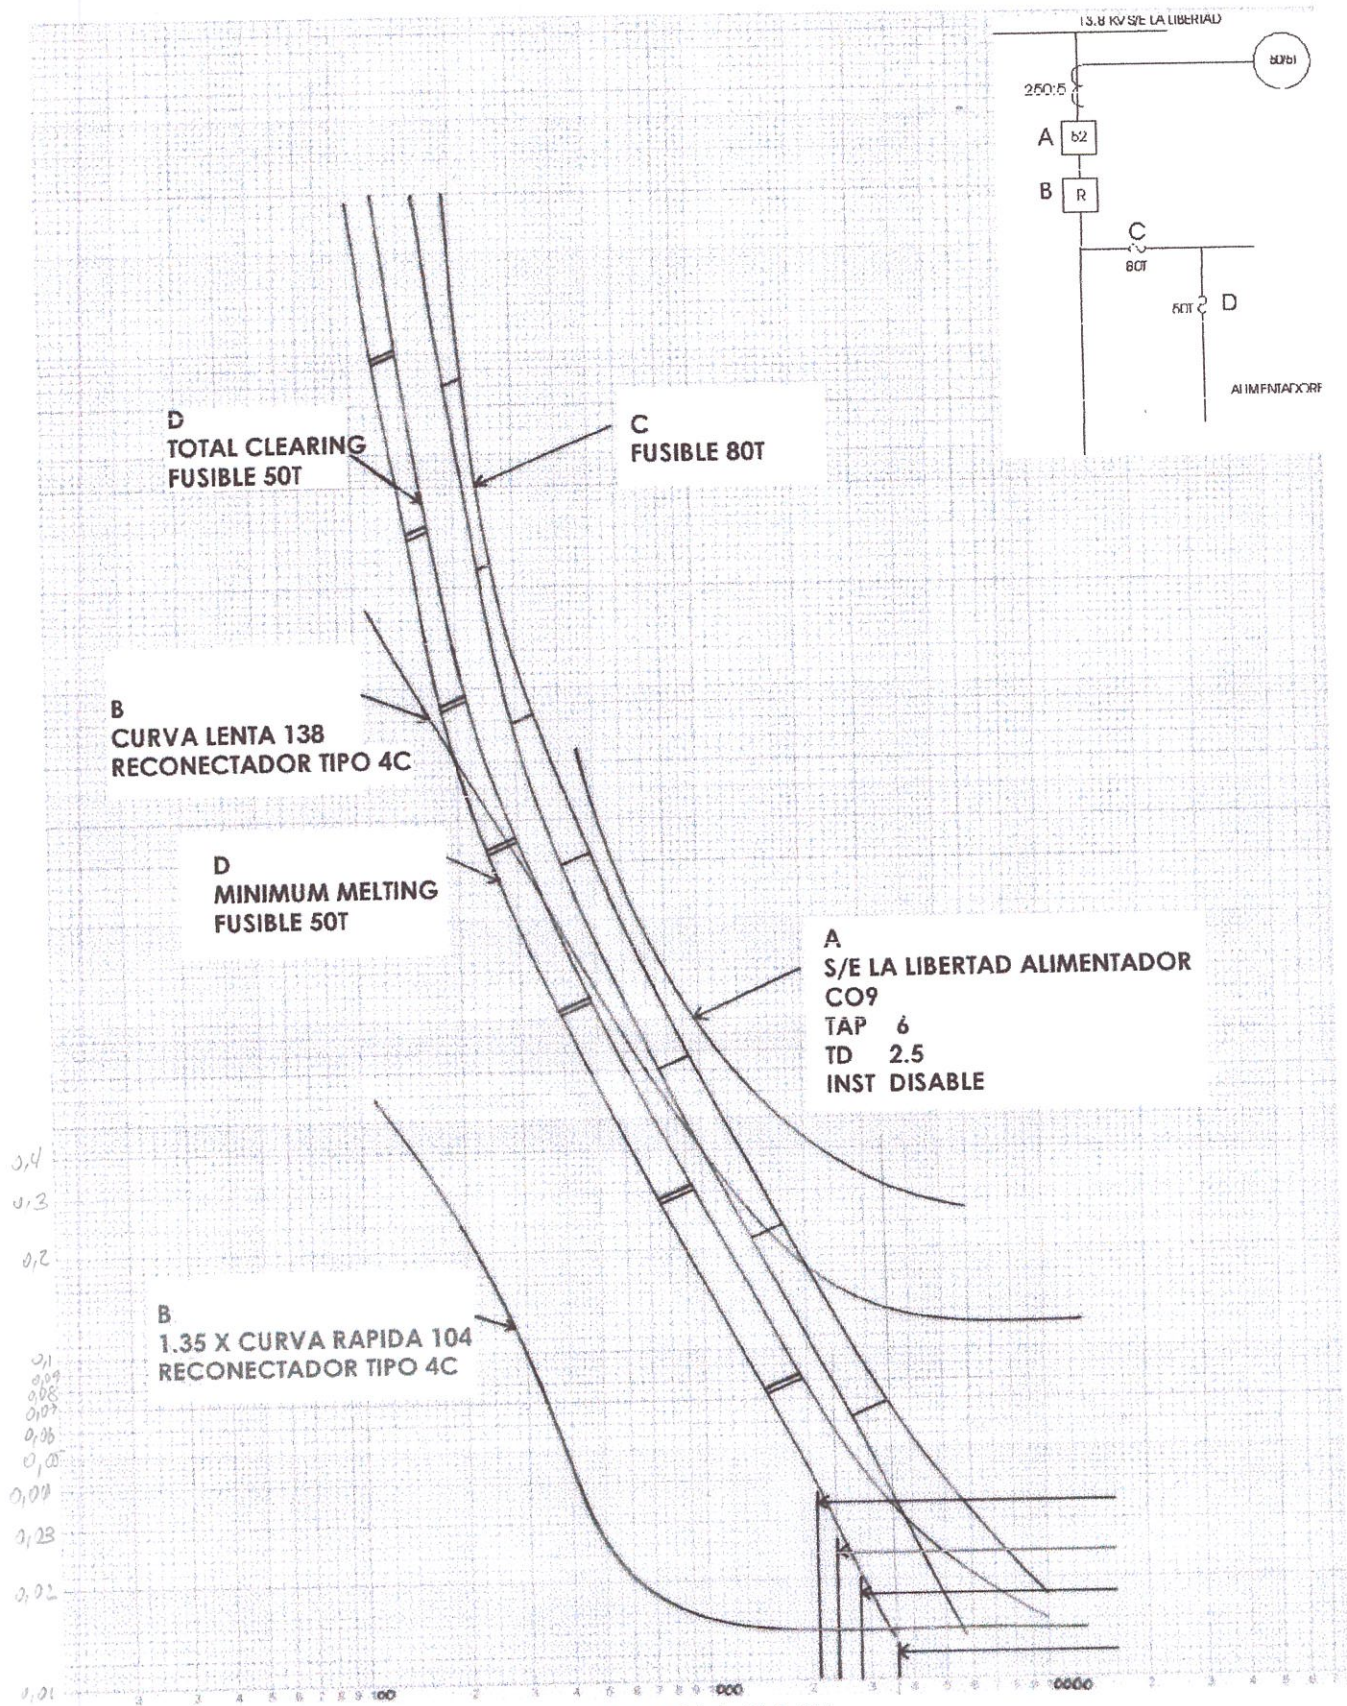 13.8 KV S/E LA LIBERTAD
50/51
250:5
A 52
B R
C
80T
50T D
D
TOTAL CLEARING
FUSIBLE 50T
C
FUSIBLE 80T
B
CURVA LENTA 138
RECONECTADOR TIPO 4C
D
MINIMUM MELTING
FUSIBLE 50T
A
S/E LA LIBERTAD ALIMENTADOR
CO9
TAP 6
TD 2.5
INST DISABLE
0,4
0,3
0,2
B
1.35 X CURVA RAPIDA 104
RECONECTADOR TIPO 4C
0,1
0,09
0,08
0,07
0,06
0,05
0,03
0,02
0,01
2 3 4 5 6 7 8 9 100 2 3 4 5 6 7 8 9 000 2 3 4 5 6 7 8 9 0000 2 3 4 5 6 7